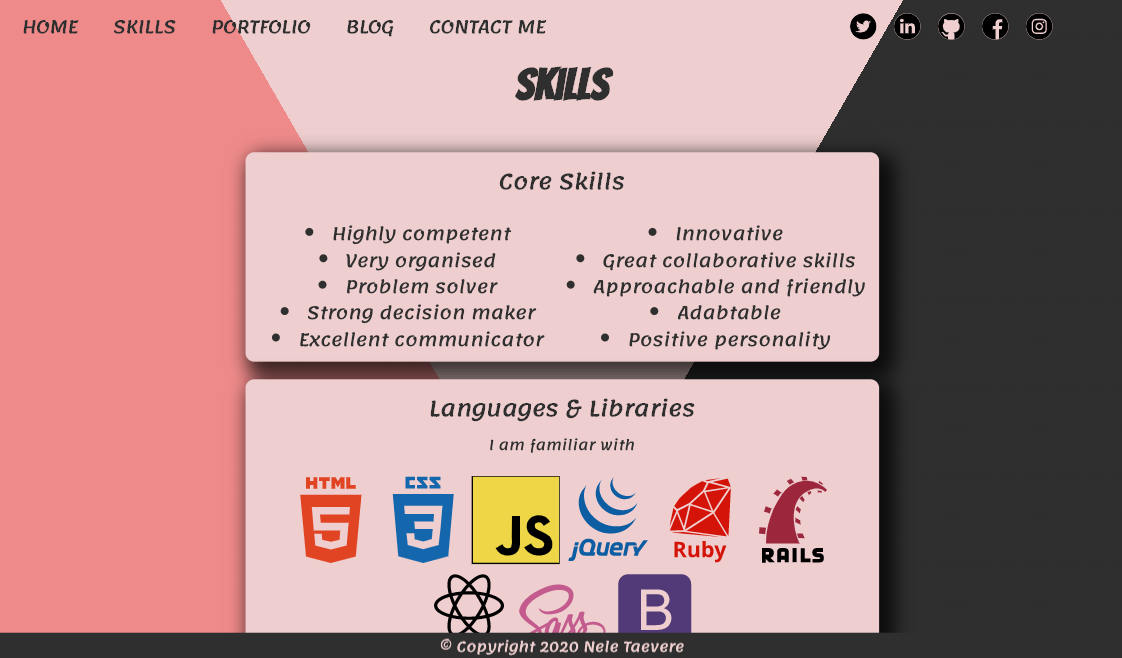 HOME SKILLS PORTFOLIO BLOG CONTACT ME
SKILLS
Core Skills
• Highly competent
• Very organised
• Problem solver
• Strong decision maker
• Excellent communicator
• Innovative
• Great collaborative skills
• Approachable and friendly
• Adabtable
• Positive personality
Languages & Libraries
I am familiar with
HTML 5
CSS 3
JS
jQuery
Ruby
RAILS
Sass
B
© Copyright 2020 Nele Taevere